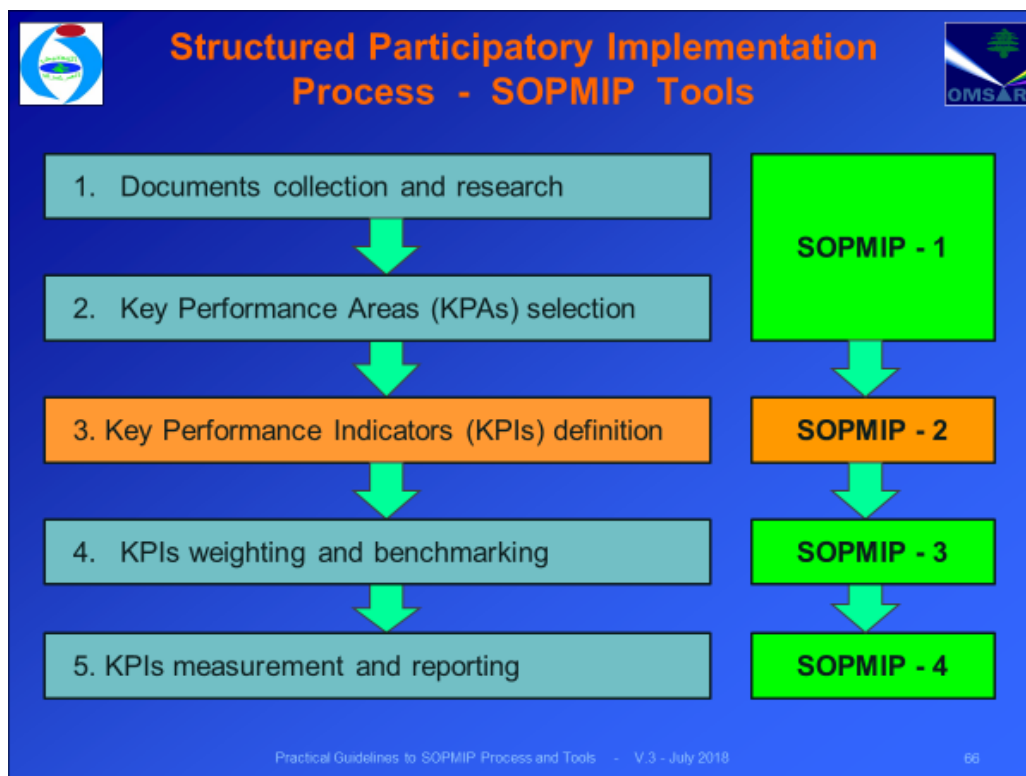 Structured Participatory Implementation
Process - SOPMIP Tools
OMSAR
1. Documents collection and research
SOPMIP - 1
2. Key Performance Areas (KPAs) selection
3. Key Performance Indicators (KPIs) definition
SOPMIP - 2
4. KPIs weighting and benchmarking
SOPMIP - 3
5. KPIs measurement and reporting
SOPMIP - 4
Practical Guidelines to SOPMIP Process and Tools - V.3 - July 2018
66